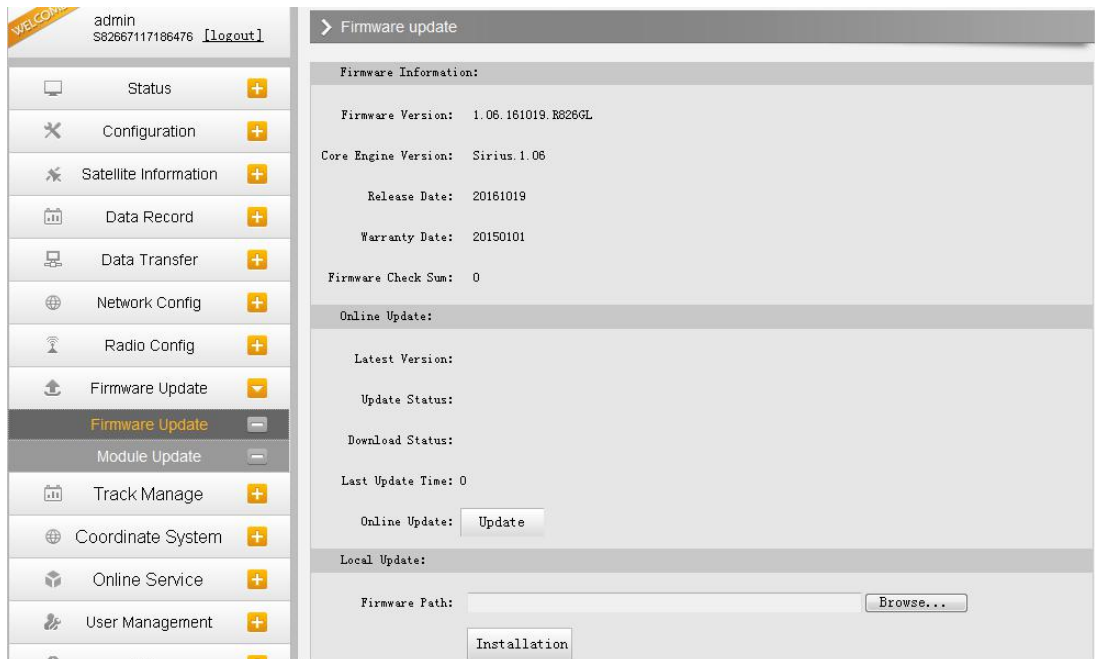 WELCOME
admin
S82667117186476 [logout]
Status
Configuration
Satellite Information
Data Record
Data Transfer
Network Config
Radio Config
Firmware Update
Firmware Update
Module Update
Track Manage
Coordinate System
Online Service
User Management
Firmware update
Firmware Information:
Firmware Version: 1.06.161019.R826GL
Core Engine Version: Sirius.1.06
Release Date: 20161019
Warranty Date: 20150101
Firmware Check Sum: 0
Online Update:
Latest Version:
Update Status:
Download Status:
Last Update Time: 0
Online Update: Update
Local Update:
Firmware Path: Browse...
Installation